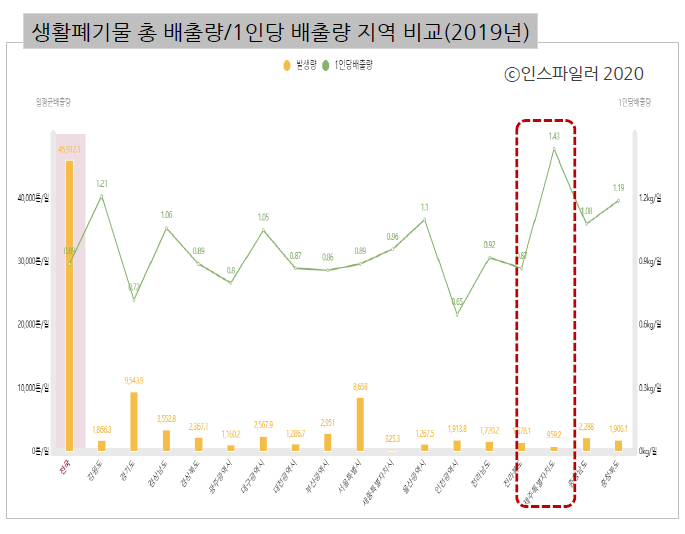 생활폐기물 총 배출량/1인당 배출량 지역 비교(2019년)
발생량 1인당배출량
ⓒ인스파일러 2020
일평균배출량 1인당배출량
1.43
1.21 1.19
1.06 1.05 1.1 1.08
0.89 0.73 0.89 0.8 0.87 0.86 0.89 0.96 0.65 0.92 0.87
40,000톤/일 1.2kg/일
30,000톤/일 0.9kg/일
20,000톤/일 0.6kg/일
10,000톤/일 0.3kg/일
0톤/일 0kg/일
9,543.9 3,552.8 2,367.1 1,160.2 2,567.9 1,286.7 2,951 8,658 325.3 1,267.5 1,913.8 1,770.2 959.2 2,288 1,906.1
전국 강원도 경기도 경상남도 경상북도 광주광역시 대구광역시 대전광역시 부산광역시 서울특별시 세종특별자치시 울산광역시 인천광역시 전라남도 전라북도 제주특별자치도 충청남도 충청북도